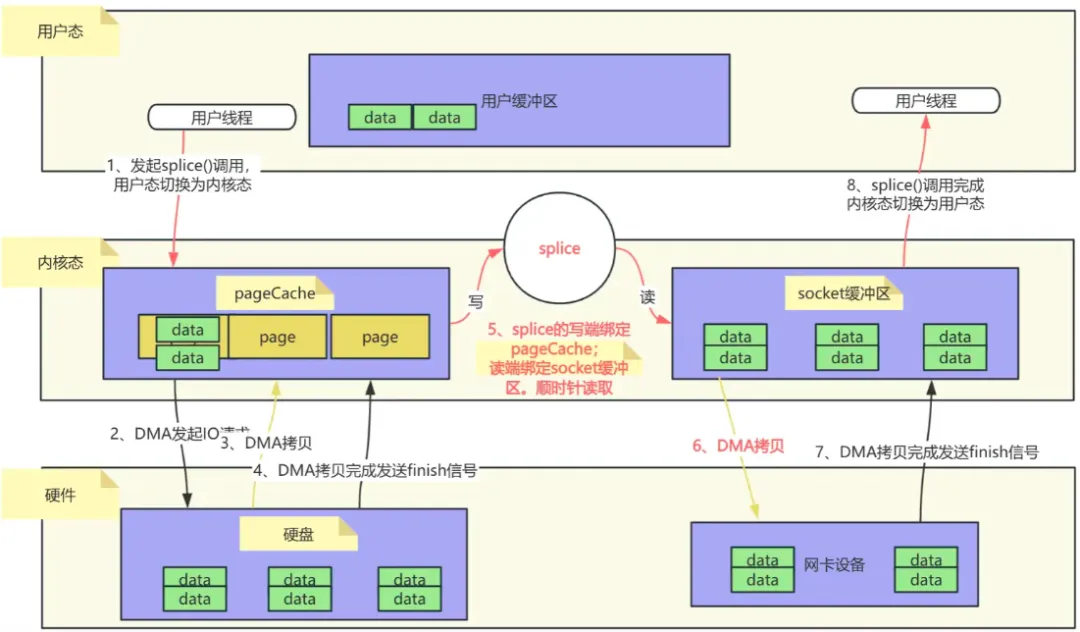 用户态
用户缓冲区
data
data
用户线程
用户线程
1、发起splice()调用，
用户态切换为内核态
8、splice()调用完成
内核态切换为用户态
内核态
splice
pageCache
data
data
page
page
写
读
5、splice的写端绑定
pageCache；
读端绑定socket缓冲
区。顺时针读取
socket缓冲区
data
data
data
data
data
data
2、DMA发起IO请求
3、DMA拷贝
4、DMA拷贝完成发送finish信号
6、DMA拷贝
7、DMA拷贝完成发送finish信号
硬件
硬盘
data
data
data
data
data
data
网卡设备
data
data
data
data